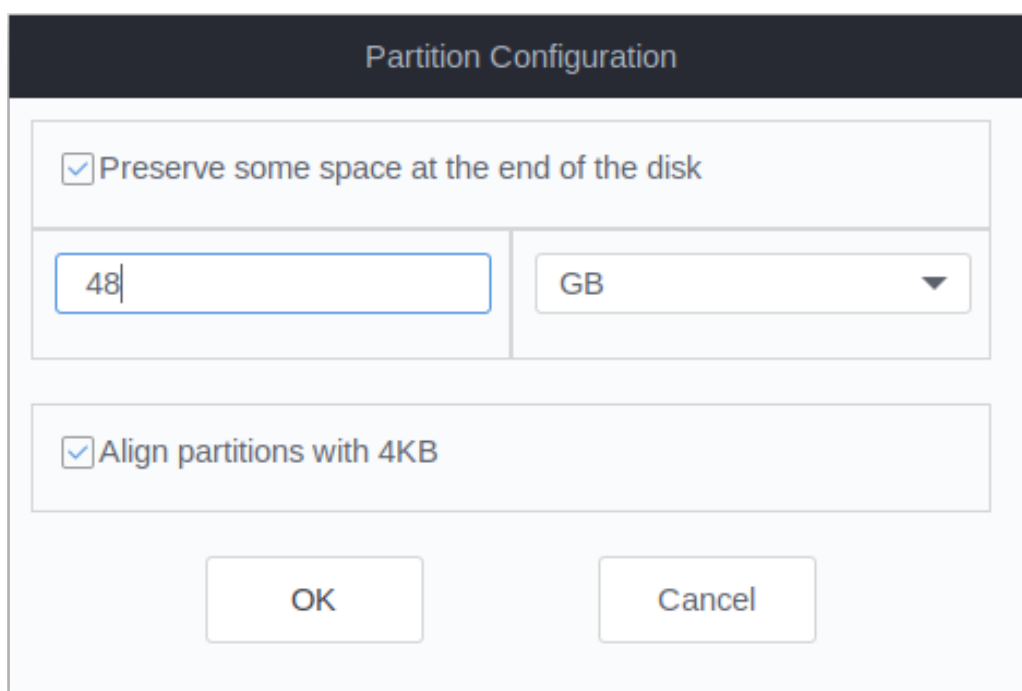 Partition Configuration
Preserve some space at the end of the disk
48
GB
Align partitions with 4KB
OK
Cancel